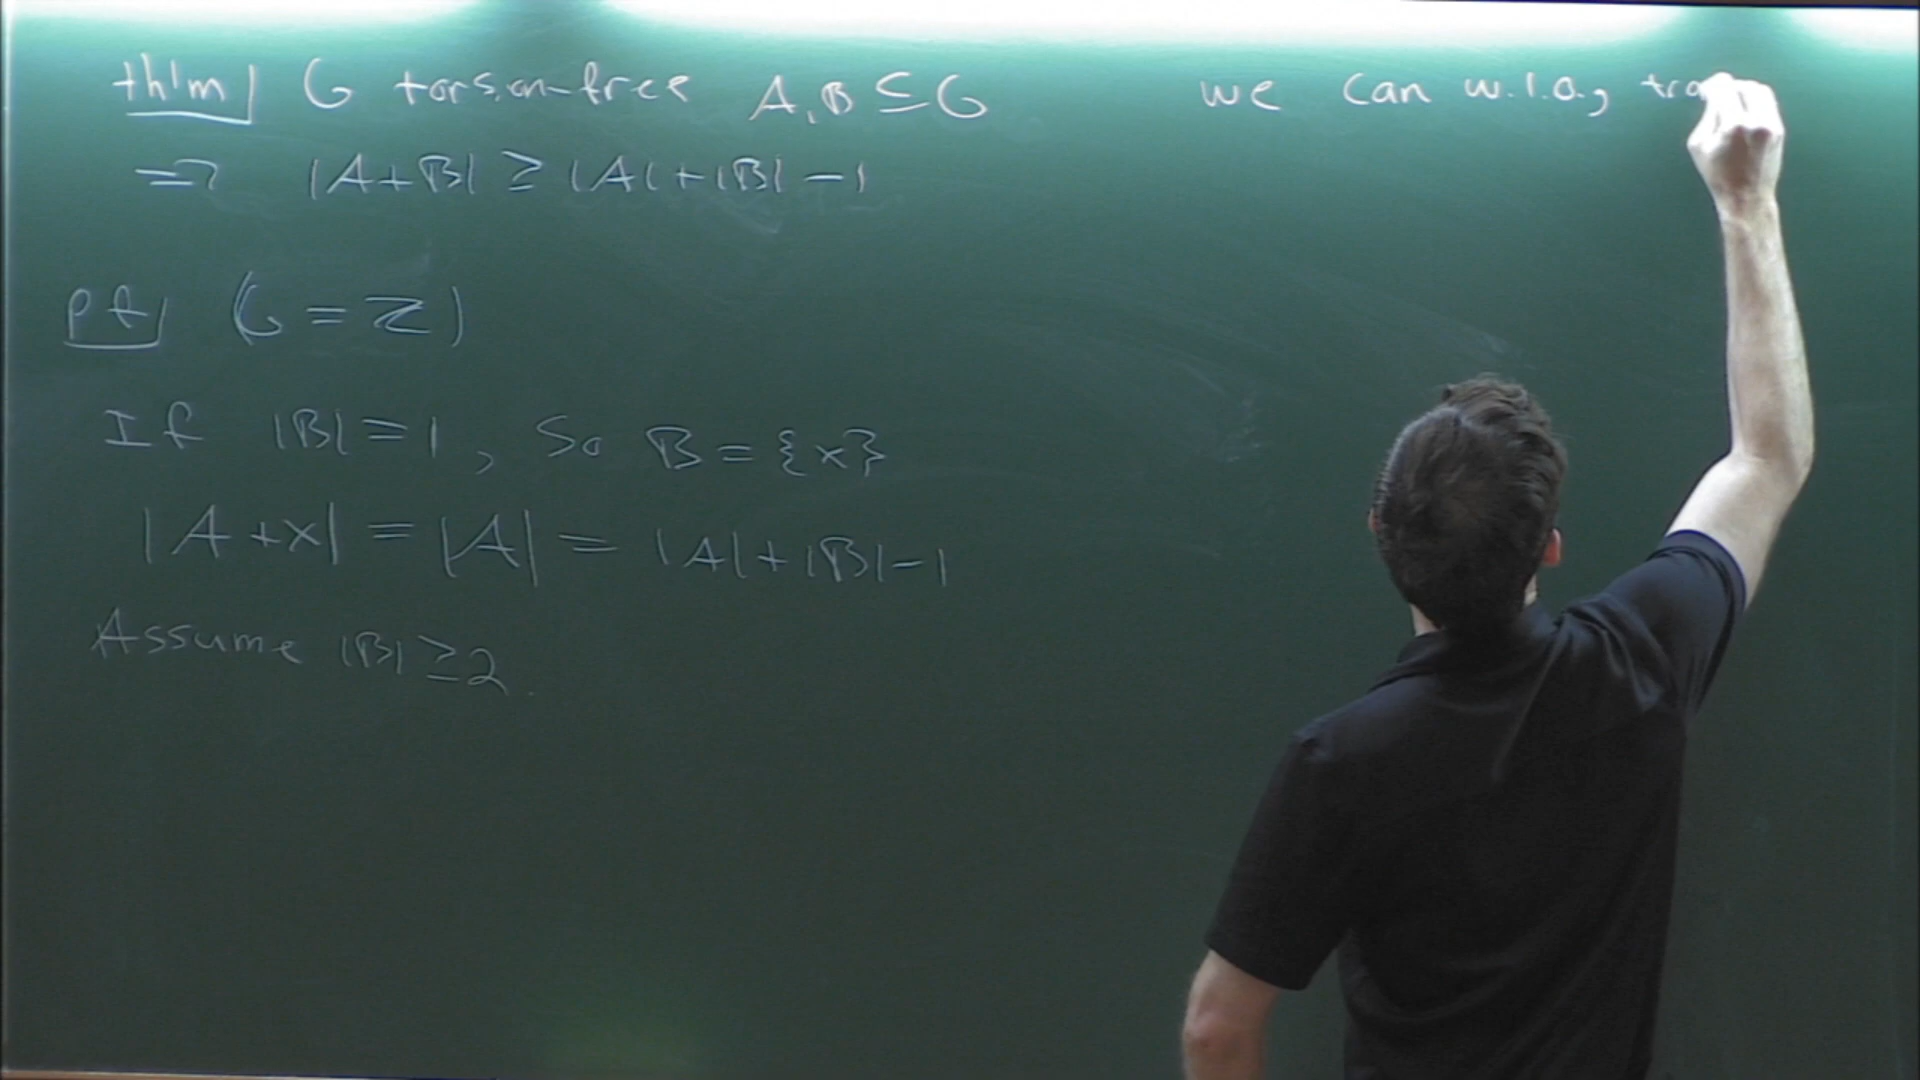 th'm| G torsion-free A,B ⊆ G
=> |A+B| ≥ |A|+|B|-1
pf| (G=Z)
If |B|=1, So B={x}
|A+x| = |A| = |A|+|B|-1
Assume |B| ≥ 2.
we can w.l.o.g